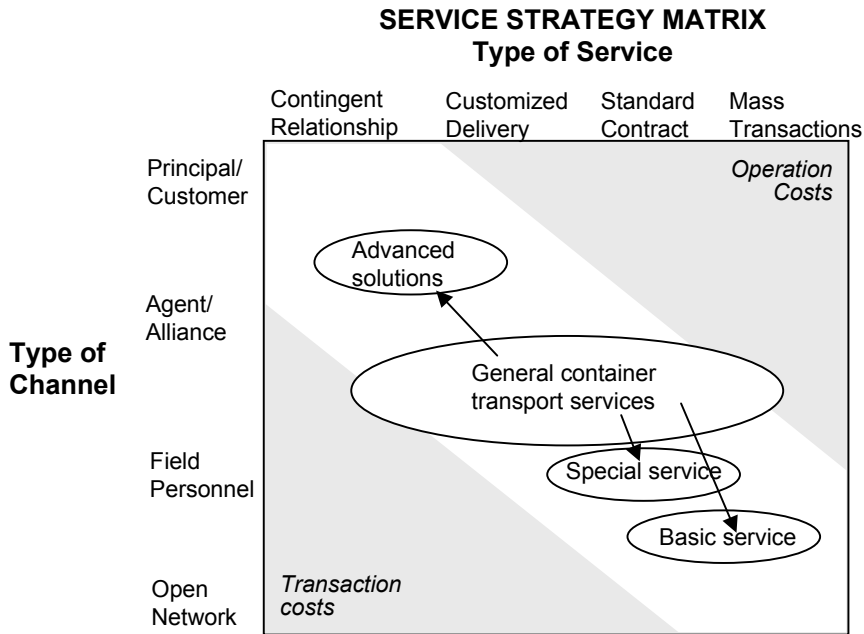 SERVICE STRATEGY MATRIX
Type of Service
Contingent
Relationship
Customized
Delivery
Standard
Contract
Mass
Transactions
Principal/
Customer
Operation
Costs
Advanced
solutions
Agent/
Alliance
Type of
Channel
General container
transport services
Field
Personnel
Special service
Basic service
Open
Network
Transaction
costs